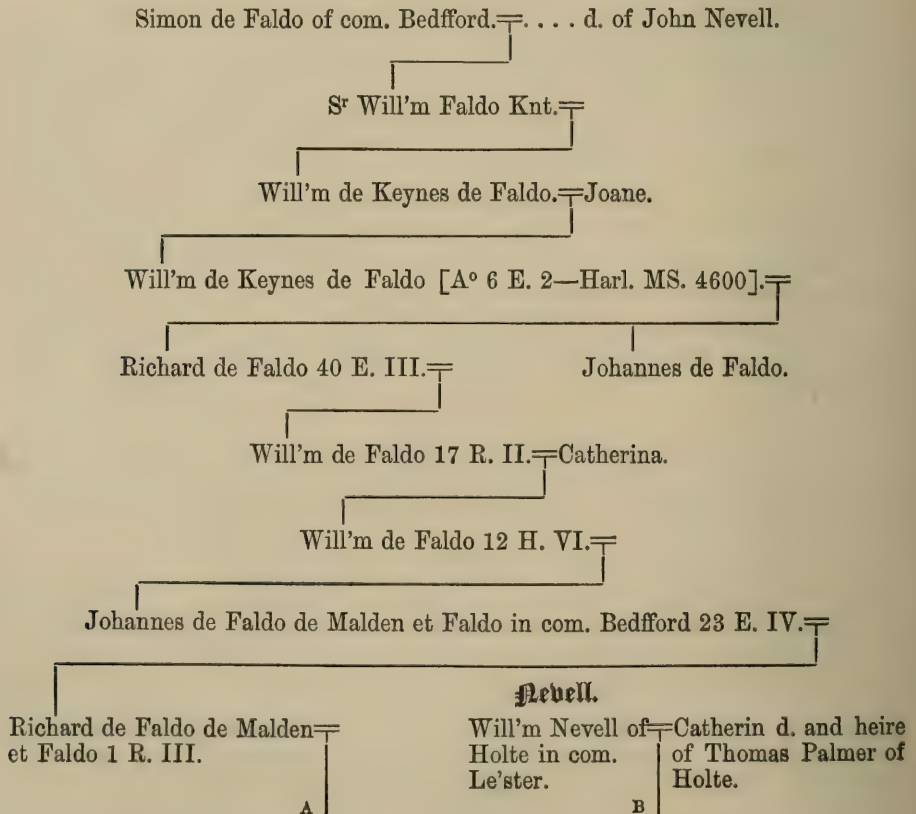 Simon de Faldo of com. Bedfford.=. . . . d. of John Nevell.
Sʳ Will'm Faldo Knt.=
Will'm de Keynes de Faldo.=Joane.
Will'm de Keynes de Faldo [Aº 6 E. 2—Harl. MS. 4600].=
Richard de Faldo 40 E. III.= Johannes de Faldo.
Will'm de Faldo 17 R. II.=Catherina.
Will'm de Faldo 12 H. VI.=
Johannes de Faldo de Malden et Faldo in com. Bedfford 23 E. IV.=
Nevell.
Richard de Faldo de Malden=
et Faldo 1 R. III.
Will'm Nevell of=Catherin d. and heire
Holte in com. of Thomas Palmer of
Le'ster. Holte.
A B